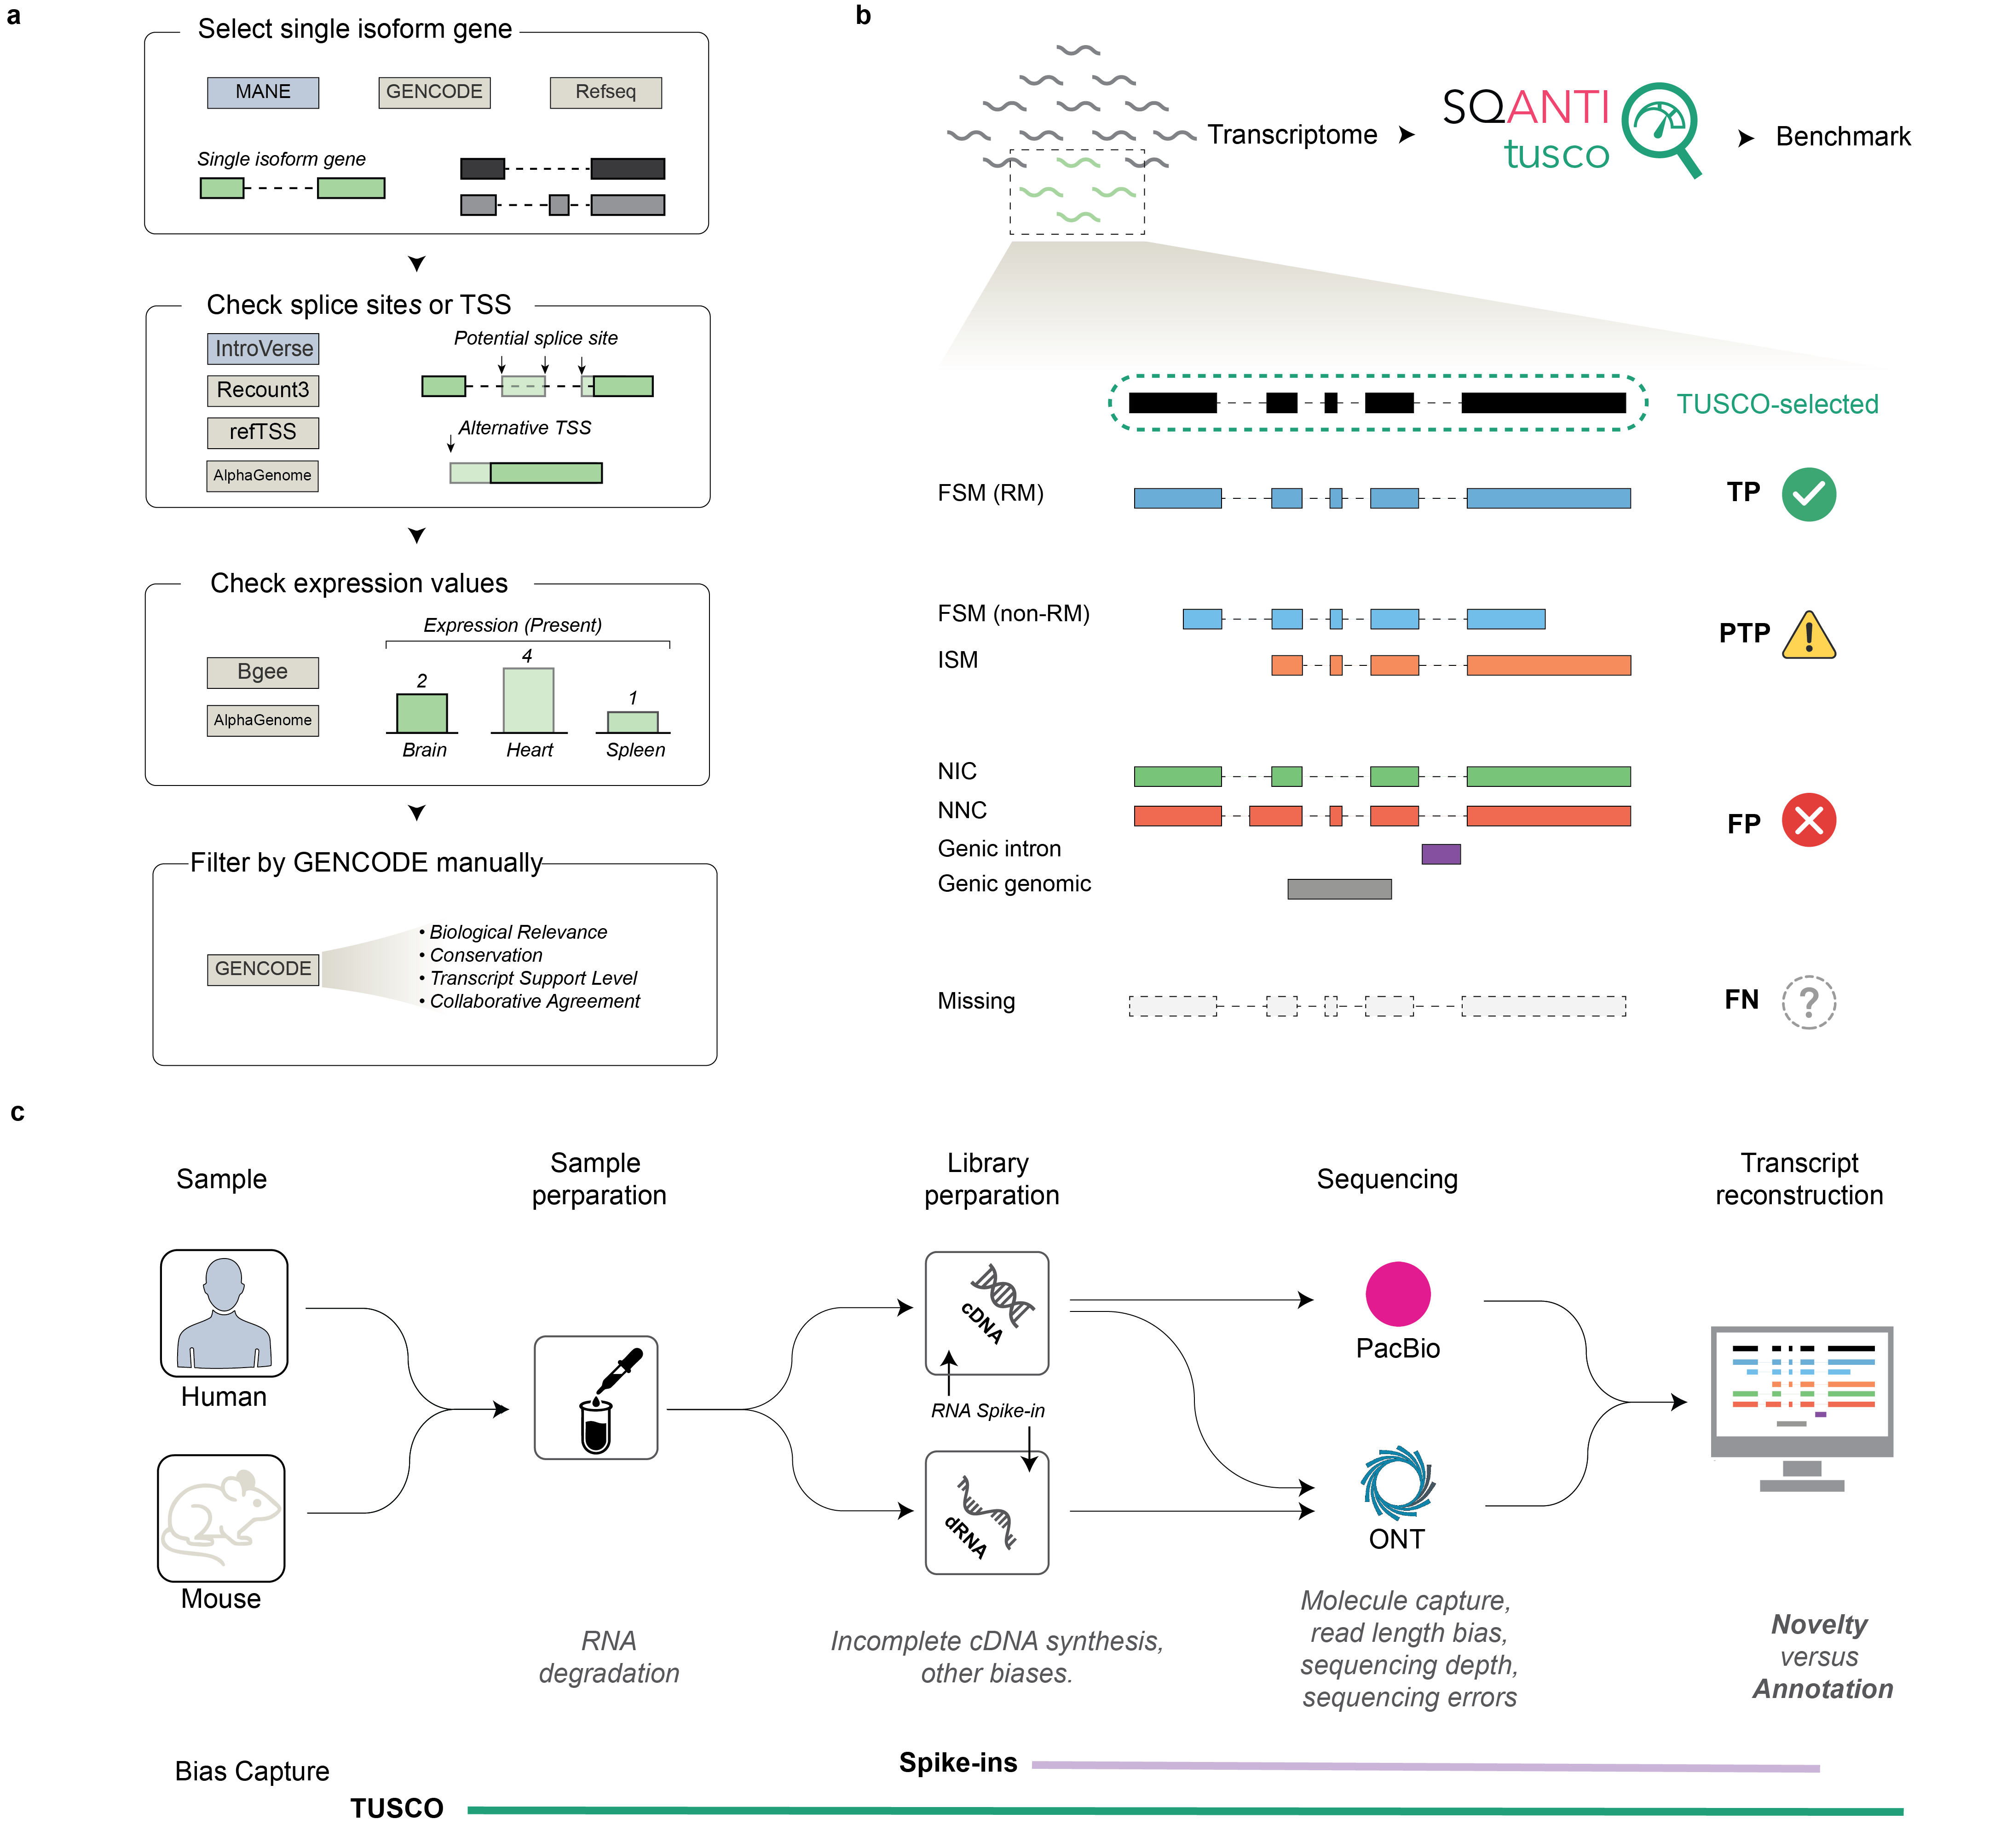 a
Select single isoform gene
MANE
GENCODE
Refseq
Single isoform gene
Check splice sites or TSS
IntroVerse
Recount3
refTSS
AlphaGenome
Potential splice site
Alternative TSS
Check expression values
Bgee
AlphaGenome
Expression (Present)
2
4
1
Brain
Heart
Spleen
Filter by GENCODE manually
GENCODE
• Biological Relevance
• Conservation
• Transcript Support Level
• Collaborative Agreement
b
Transcriptome
SQANTI
tusco
Benchmark
TUSCO-selected
FSM (RM)
TP
FSM (non-RM)
ISM
PTP
!
NIC
NNC
Genic intron
Genic genomic
FP
Missing
FN
?
c
Sample
Sample
perparation
Library
perparation
Sequencing
Transcript
reconstruction
Human
Mouse
cDNA
RNA Spike-in
dRNA
PacBio
ONT
RNA
degradation
Incomplete cDNA synthesis,
other biases.
Molecule capture,
read length bias,
sequencing depth,
sequencing errors
Novelty
versus
Annotation
Bias Capture
Spike-ins
TUSCO